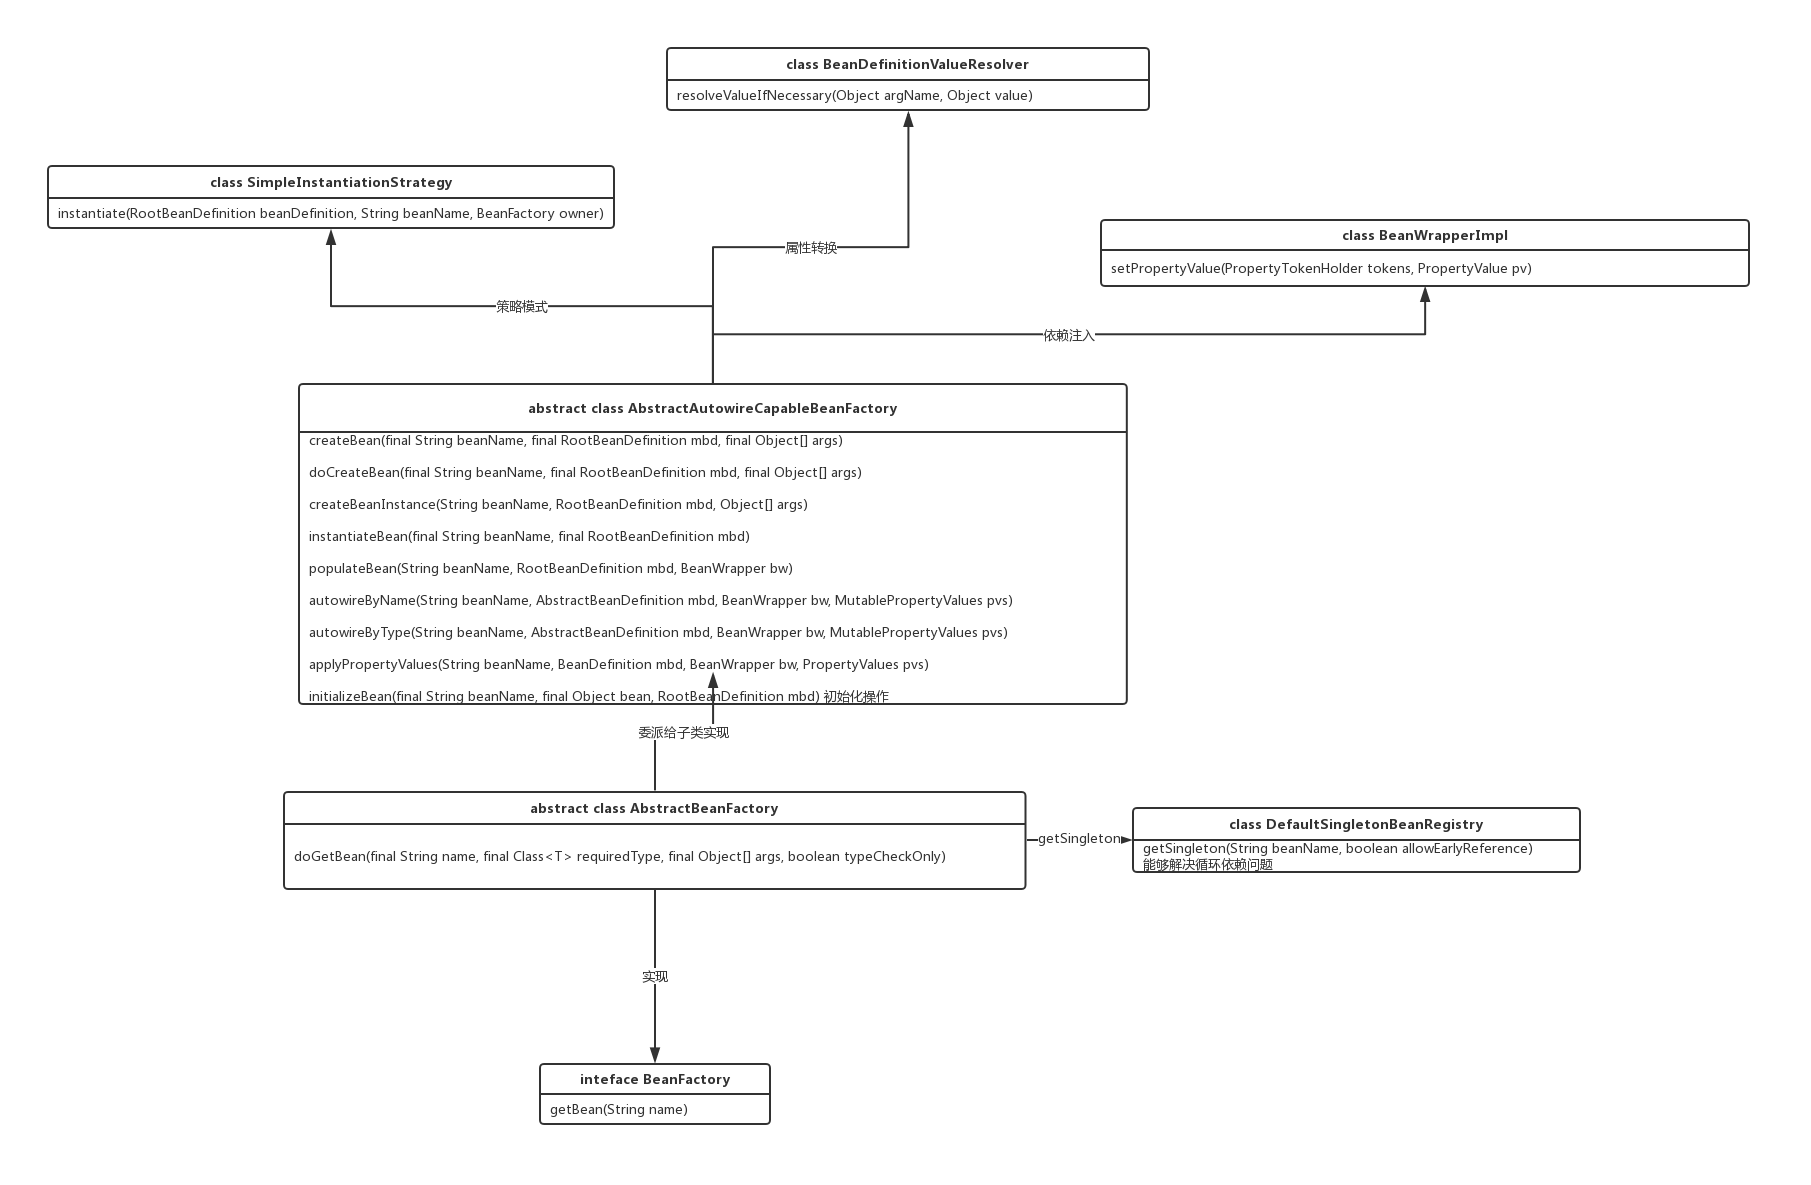 class BeanDefinitionValueResolver
resolveValueIfNecessary(Object argName, Object value)
class SimpleInstantiationStrategy
instantiate(RootBeanDefinition beanDefinition, String beanName, BeanFactory owner)
class BeanWrapperImpl
setPropertyValue(PropertyTokenHolder tokens, PropertyValue pv)
属性转换
策略模式
依赖注入
abstract class AbstractAutowireCapableBeanFactory
createBean(final String beanName, final RootBeanDefinition mbd, final Object[] args)
doCreateBean(final String beanName, final RootBeanDefinition mbd, final Object[] args)
createBeanInstance(String beanName, RootBeanDefinition mbd, Object[] args)
instantiateBean(final String beanName, final RootBeanDefinition mbd)
populateBean(String beanName, RootBeanDefinition mbd, BeanWrapper bw)
autowireByName(String beanName, AbstractBeanDefinition mbd, BeanWrapper bw, MutablePropertyValues pvs)
autowireByType(String beanName, AbstractBeanDefinition mbd, BeanWrapper bw, MutablePropertyValues pvs)
applyPropertyValues(String beanName, BeanDefinition mbd, BeanWrapper bw, PropertyValues pvs)
initializeBean(final String beanName, final Object bean, RootBeanDefinition mbd) 初始化操作
委派给子类实现
abstract class AbstractBeanFactory
doGetBean(final String name, final Class<T> requiredType, final Object[] args, boolean typeCheckOnly)
getSingleton
class DefaultSingletonBeanRegistry
getSingleton(String beanName, boolean allowEarlyReference)
能够解决循环依赖问题
实现
inteface BeanFactory
getBean(String name)